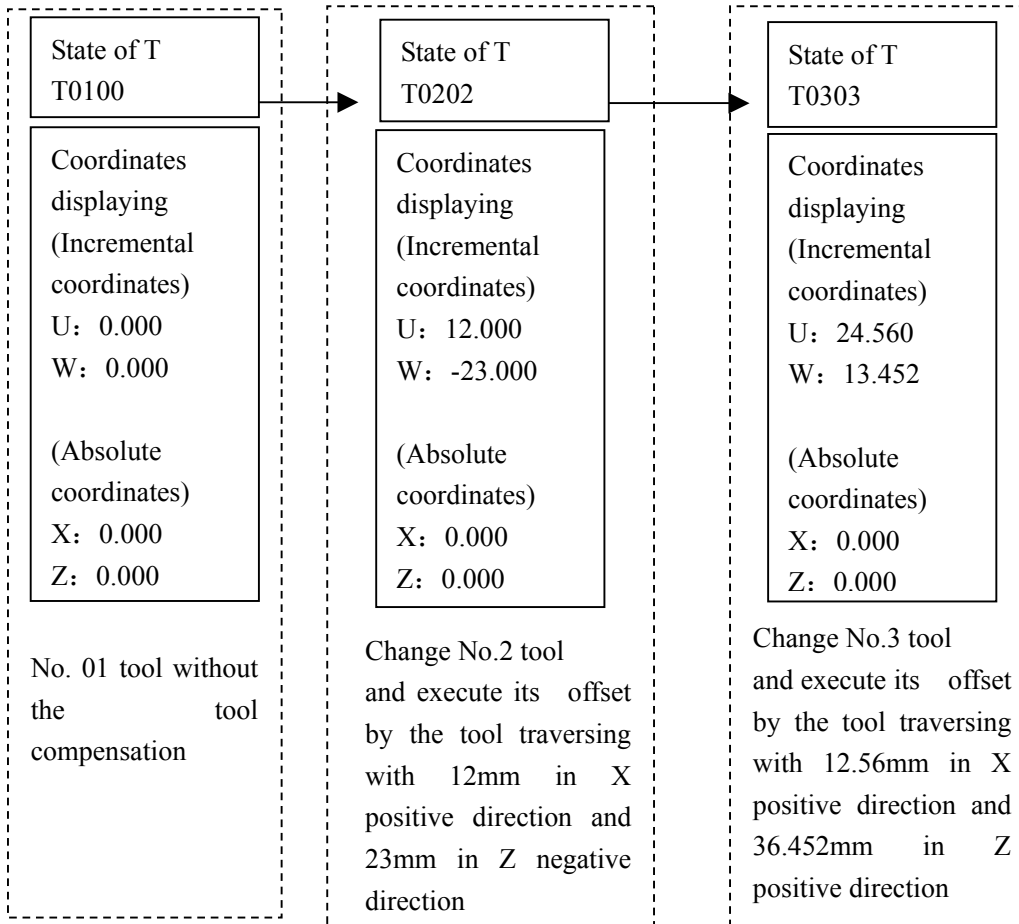 State of T
T0100
Coordinates
displaying
(Incremental
coordinates)
U：0.000
W：0.000
(Absolute
coordinates)
X：0.000
Z：0.000
No. 01 tool without
the tool
compensation
State of T
T0202
Coordinates
displaying
(Incremental
coordinates)
U：12.000
W：-23.000
(Absolute
coordinates)
X：0.000
Z：0.000
Change No.2 tool
and execute its offset
by the tool traversing
with 12mm in X
positive direction and
23mm in Z negative
direction
State of T
T0303
Coordinates
displaying
(Incremental
coordinates)
U：24.560
W：13.452
(Absolute
coordinates)
X：0.000
Z：0.000
Change No.3 tool
and execute its offset
by the tool traversing
with 12.56mm in X
positive direction and
36.452mm in Z
positive direction